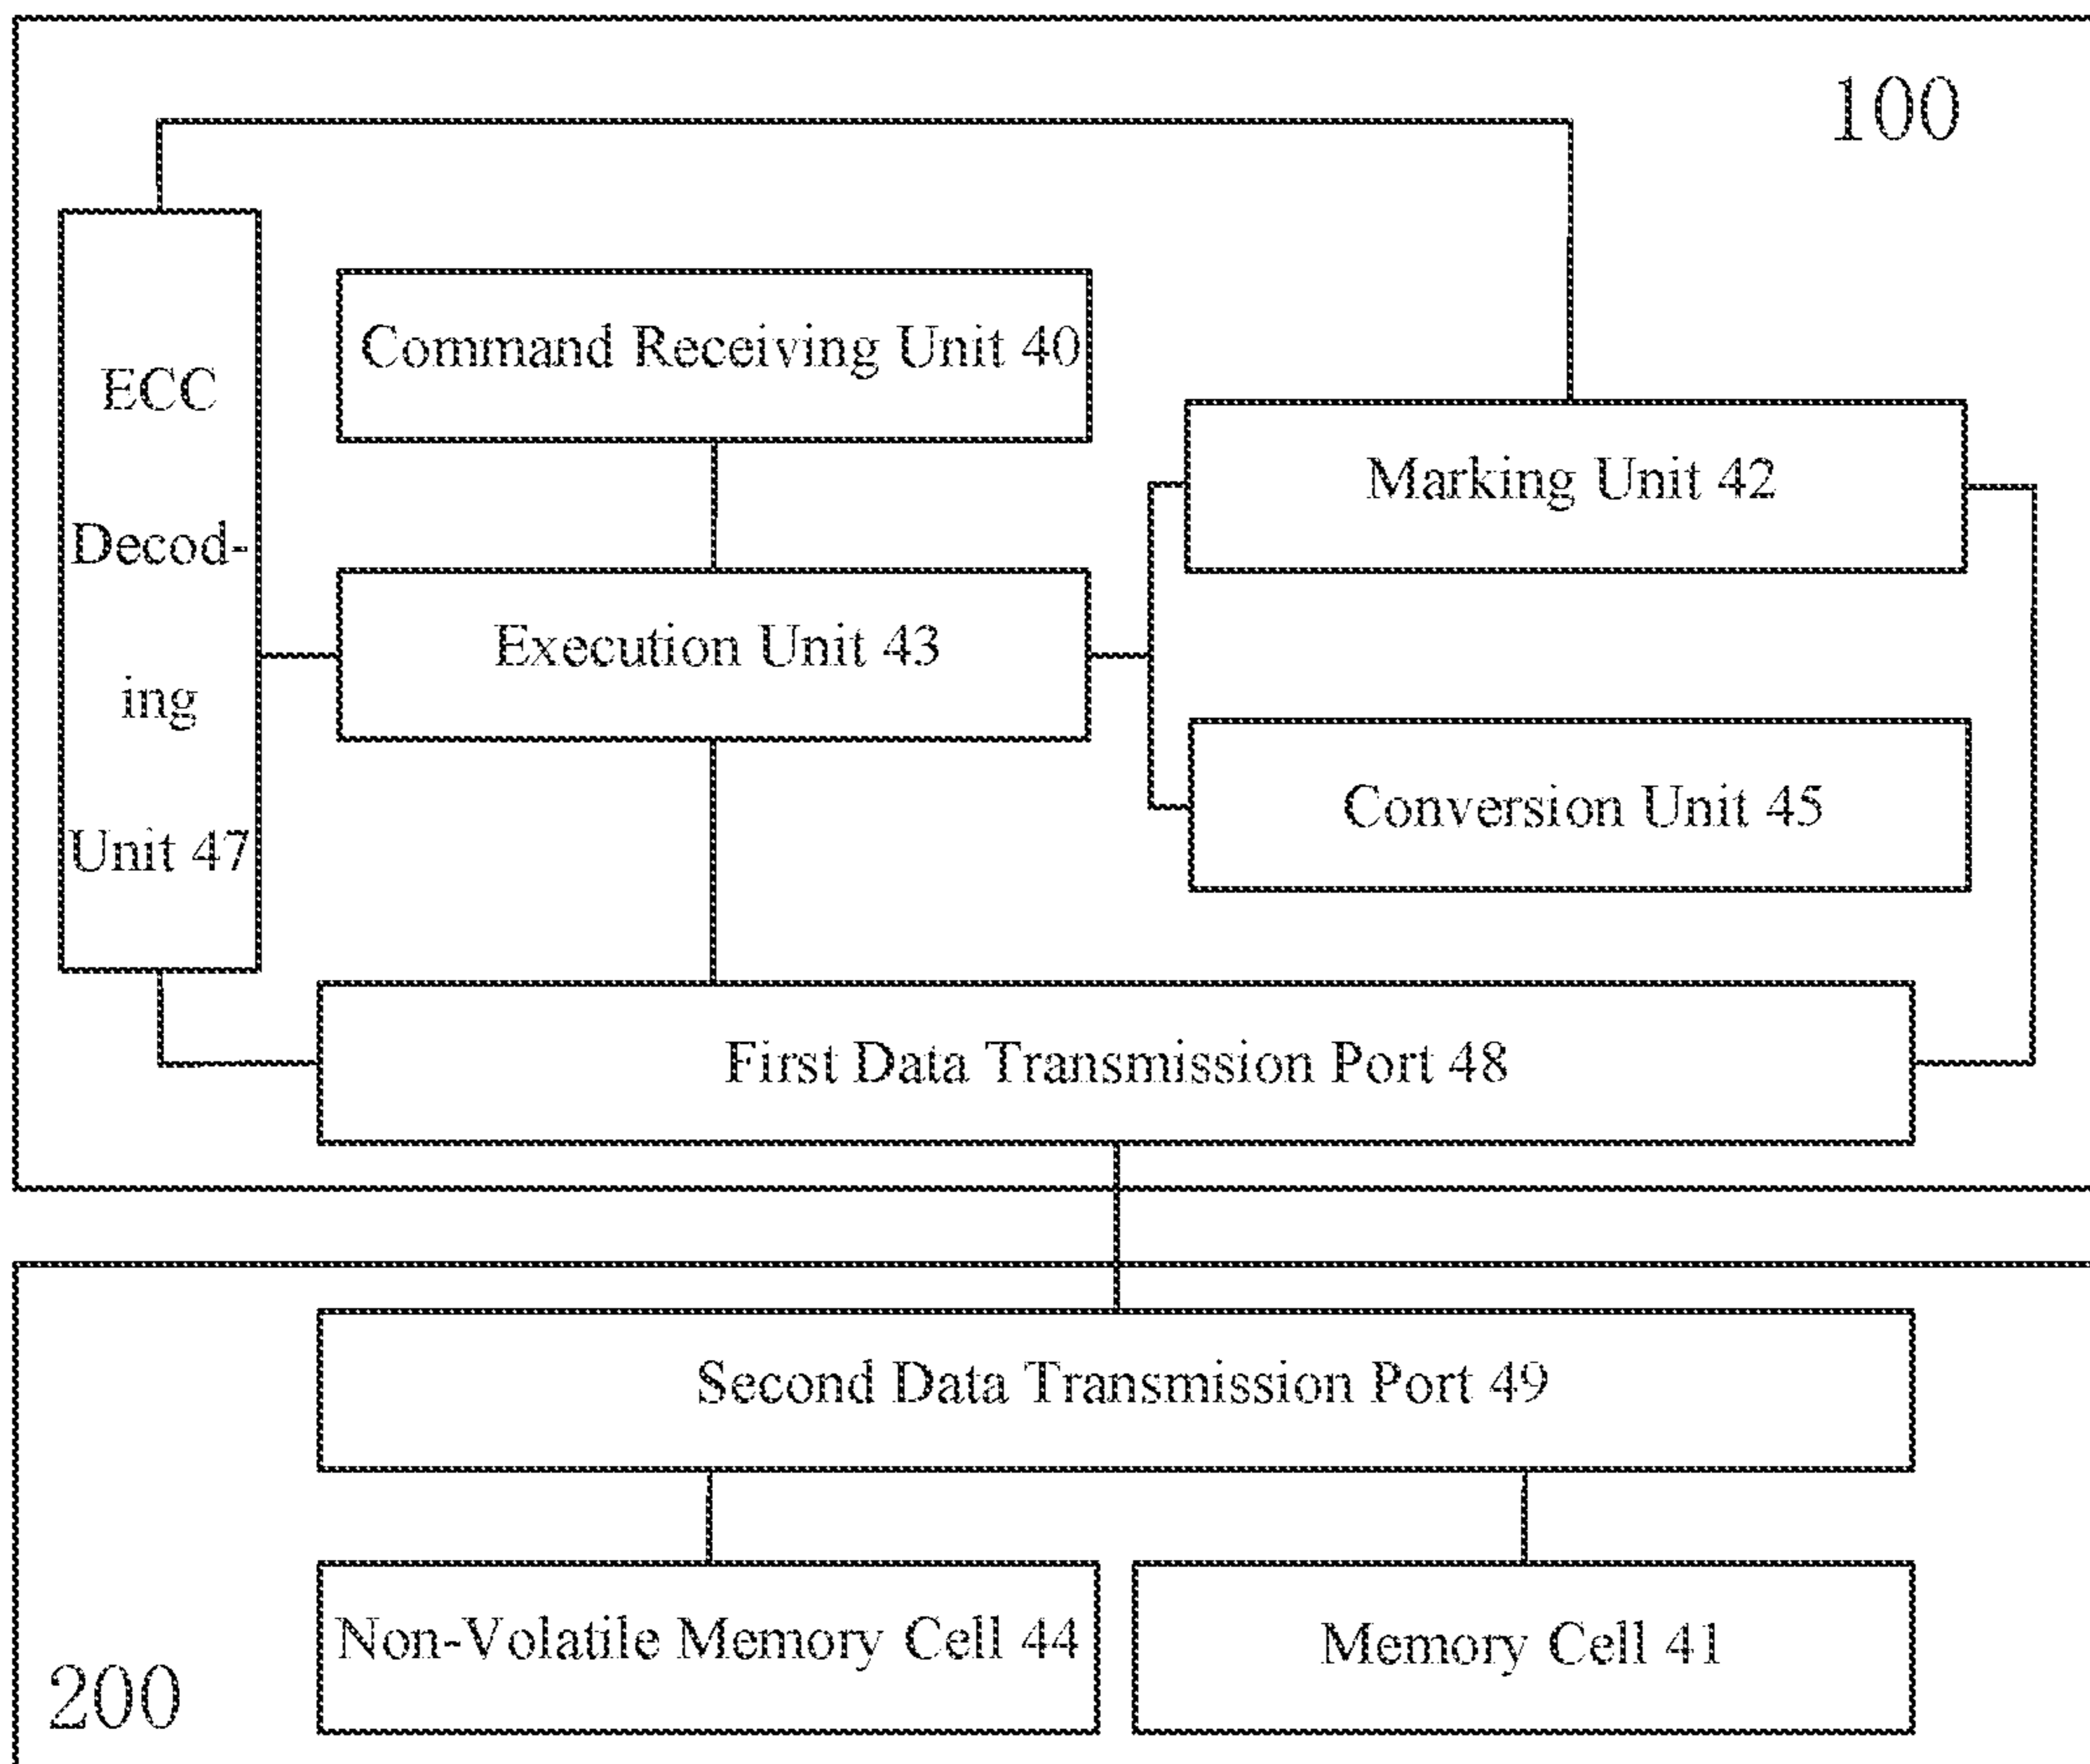 100
ECC
Decod-
ing
Unit 47
Command Receiving Unit 40
Marking Unit 42
Execution Unit 43
Conversion Unit 45
First Data Transmission Port 48
Second Data Transmission Port 49
Non-Volatile Memory Cell 44
Memory Cell 41
200